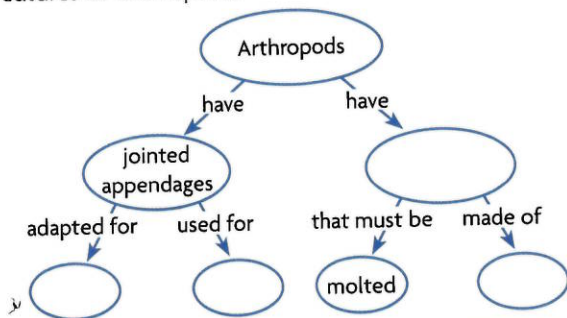 Arthropods
have have
jointed
appendages
adapted for used for that must be made of
molted